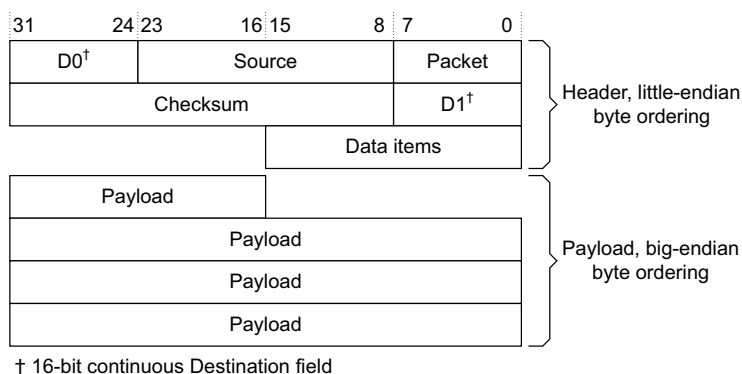 31 24 23 16 15 8 7 0
D0† Source Packet
Checksum D1†
Data items
Header, little-endian
byte ordering
Payload
Payload
Payload
Payload
Payload, big-endian
byte ordering
† 16-bit continuous Destination field